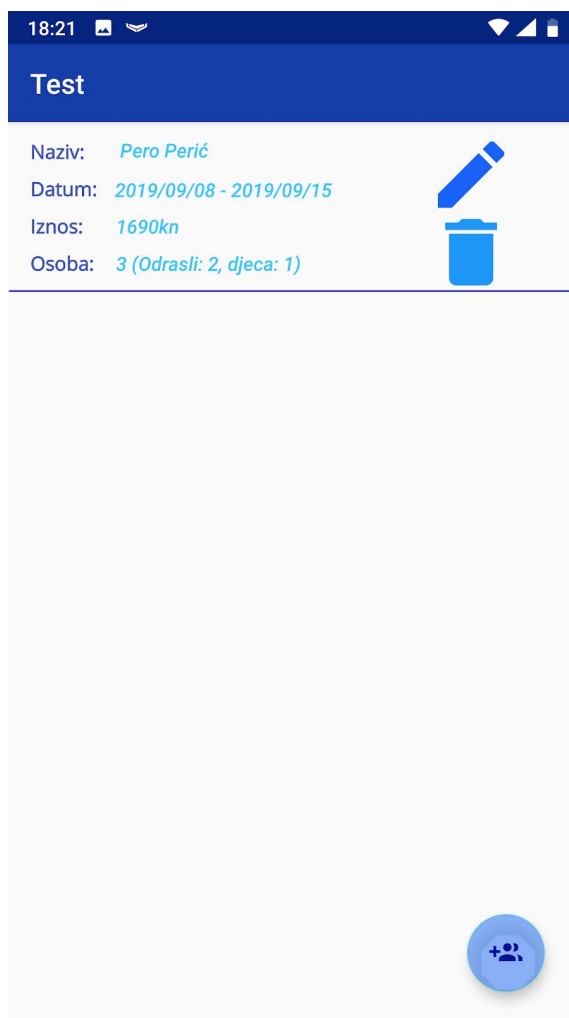 18:21
Test
Naziv: Pero Perić
Datum: 2019/09/08 - 2019/09/15
Iznos: 1690kn
Osoba: 3 (Odrasli: 2, djeca: 1)